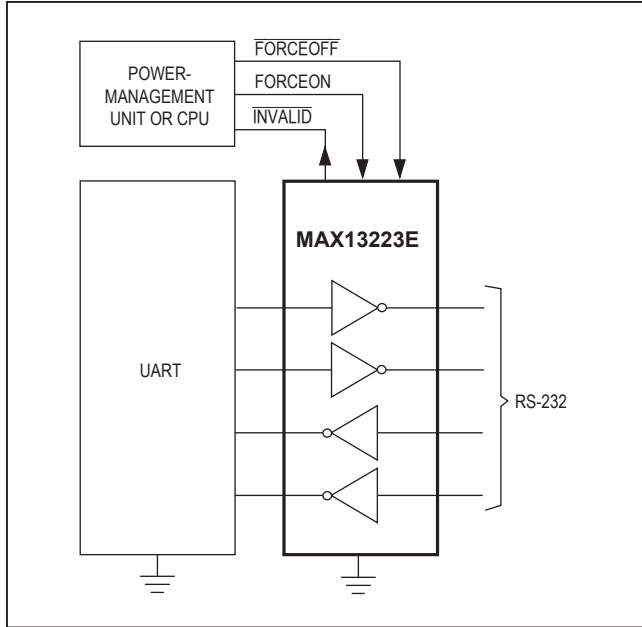 FORCEOFF
POWER-
MANAGEMENT
UNIT OR CPU
FORCEON
INVALID
MAX13223E
UART
RS-232